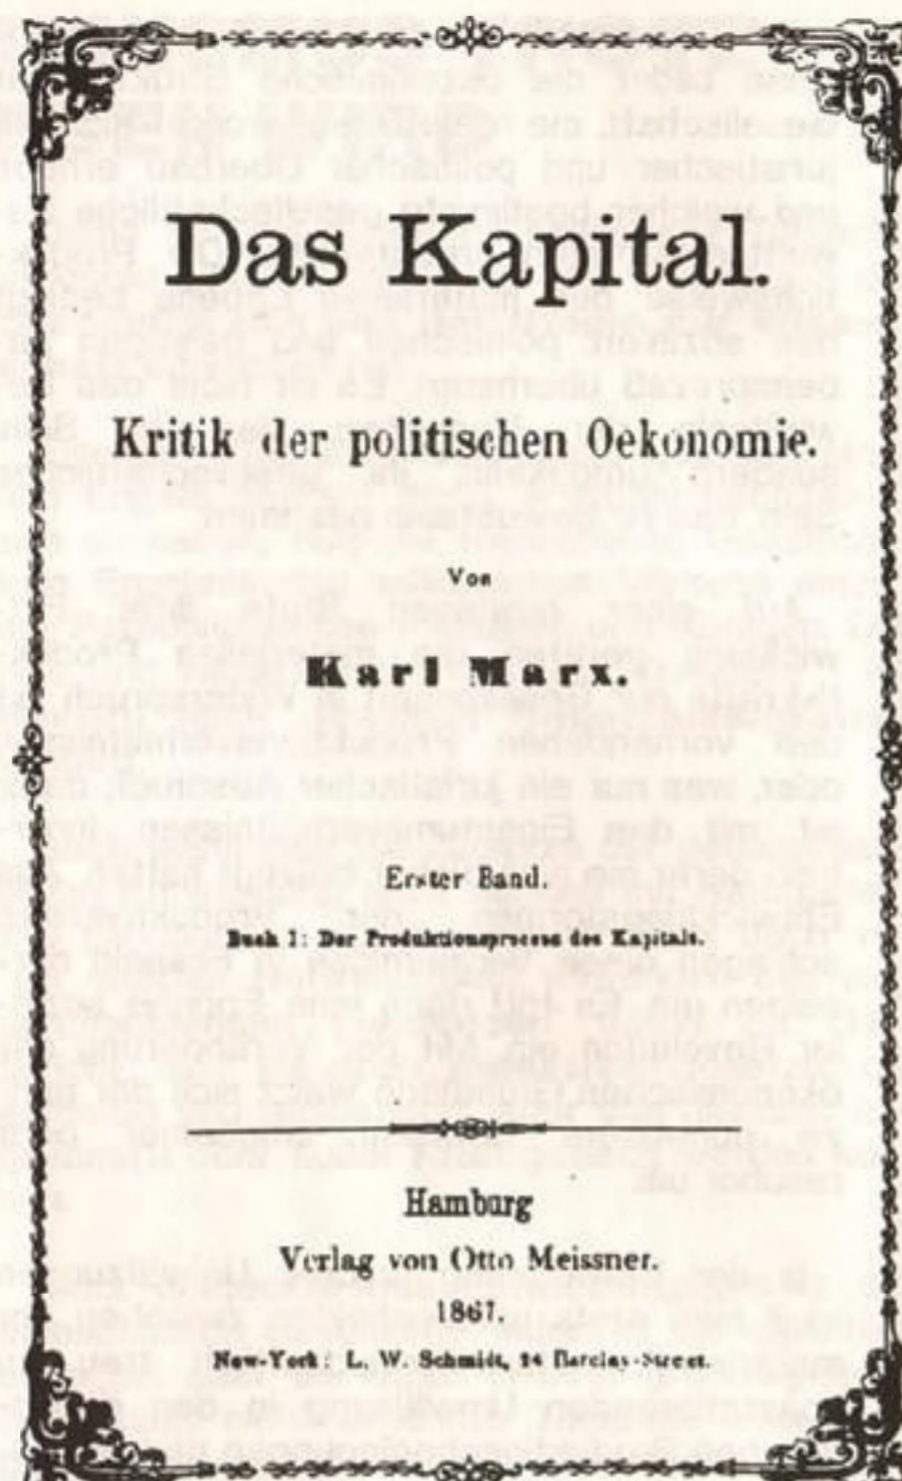 Das Kapital.
Kritik der politischen Oekonomie.
Von
Karl Marx.
Erster Band.
Buch I: Der Produktionsprocess des Kapitals.
Hamburg
Verlag von Otto Meissner.
1867.
New-York: L. W. Schmidt, 24 Barclay-Street.